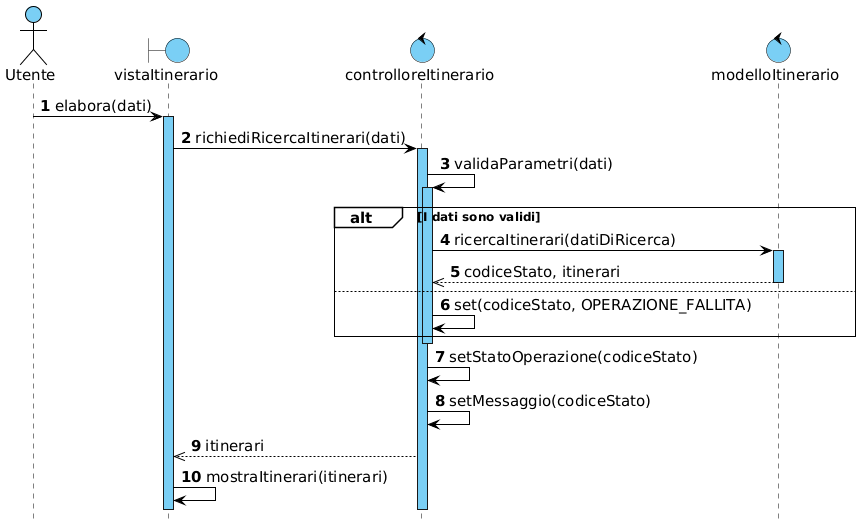 Utente
vistaItinerario
controlloreItinerario
modelloItinerario
1 elabora(dati)
2 richiediRicercaItinerari(dati)
3 validaParametri(dati)
alt [I dati sono validi]
4 ricercaItinerari(datiDiRicerca)
5 codiceStato, itinerari
6 set(codiceStato, OPERAZIONE_FALLITA)
7 setStatoOperazione(codiceStato)
8 setMessaggio(codiceStato)
9 itinerari
10 mostraItinerari(itinerari)